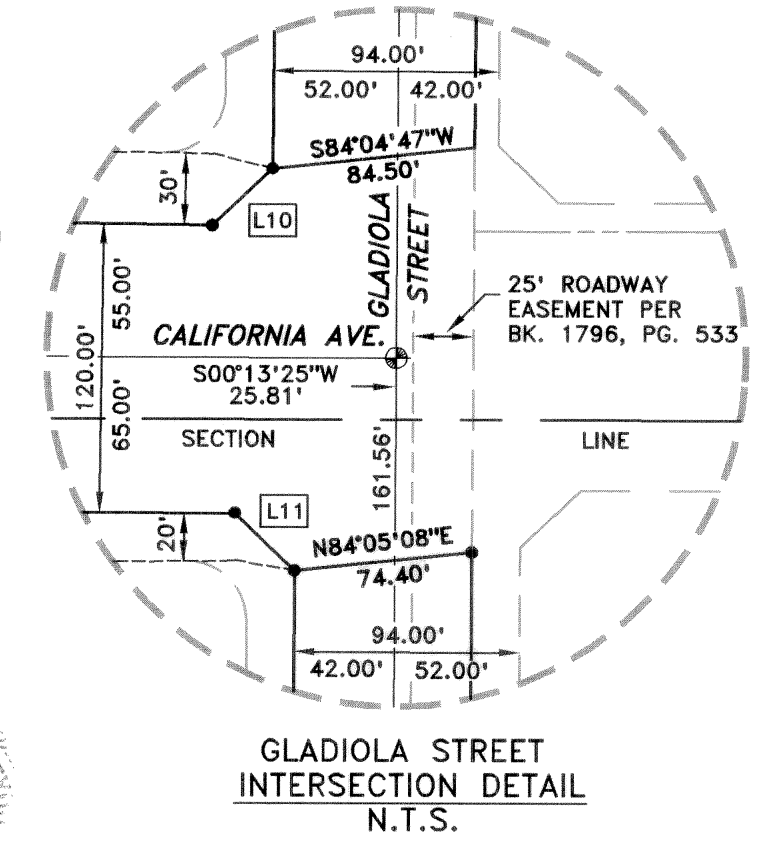 94.00'
52.00' 42.00'
S84°04'47"W
84.50'
30'
L10
GLADIOLA
STREET
25' ROADWAY
EASEMENT PER
BK. 1796, PG. 533
55.00'
120.00'
65.00'
CALIFORNIA AVE.
S00°13'25"W
25.81'
SECTION LINE
161.56'
L11
20'
N84°05'08"E
74.40'
94.00'
42.00' 52.00'
GLADIOLA STREET
INTERSECTION DETAIL
N.T.S.